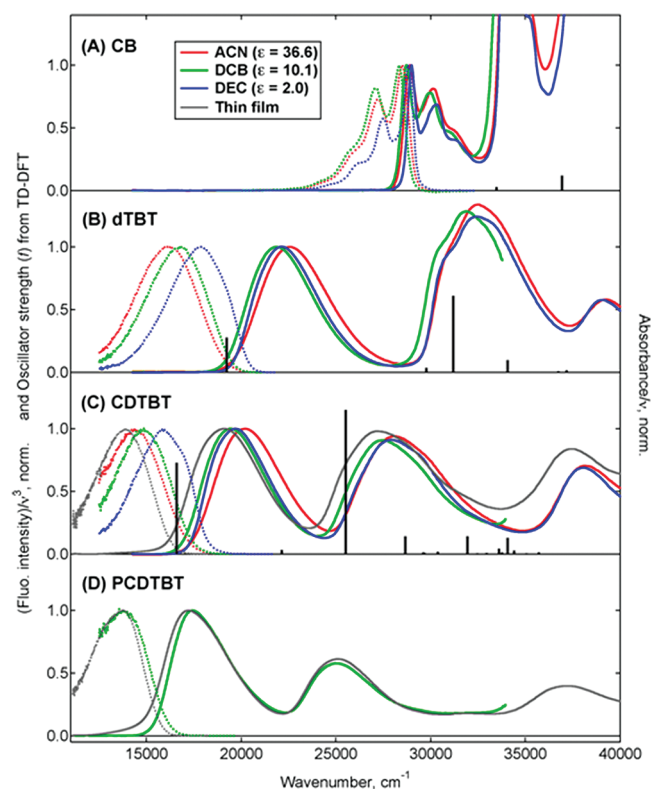 (A) CB
ACN (ε = 36.6)
DCB (ε = 10.1)
DEC (ε = 2.0)
Thin film
1.0
0.5
0.0
(B) dTBT
1.0
0.5
0.0
(C) CDTBT
1.0
0.5
0.0
(D) PCDTBT
1.0
0.5
0.0
15000 20000 25000 30000 35000 40000
Wavenumber, cm⁻¹
(Fluo. intensity)/ν³, norm. and Oscillator strength (f) from TD-DFT
Absorbance/ν, norm.